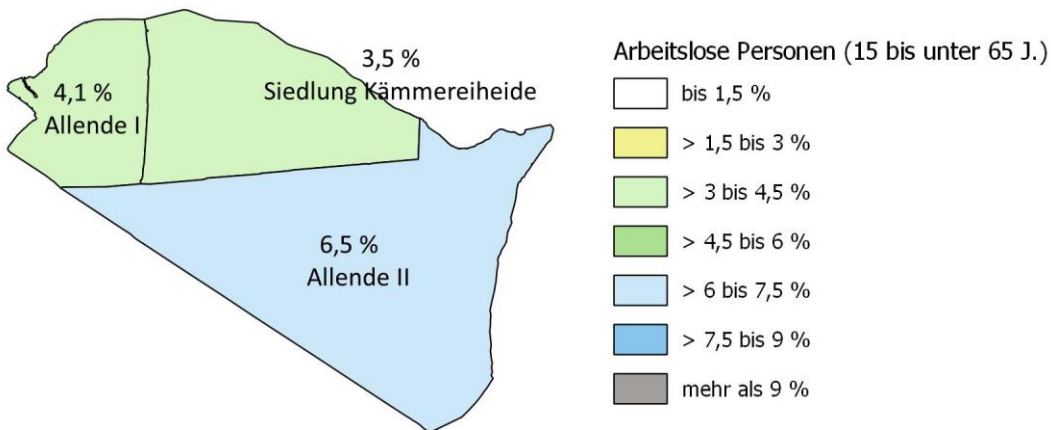 4,1 %
Allende I
3,5 %
Siedlung Kämmereiheide
6,5 %
Allende II
Arbeitslose Personen (15 bis unter 65 J.)
bis 1,5 %
> 1,5 bis 3 %
> 3 bis 4,5 %
> 4,5 bis 6 %
> 6 bis 7,5 %
> 7,5 bis 9 %
mehr als 9 %